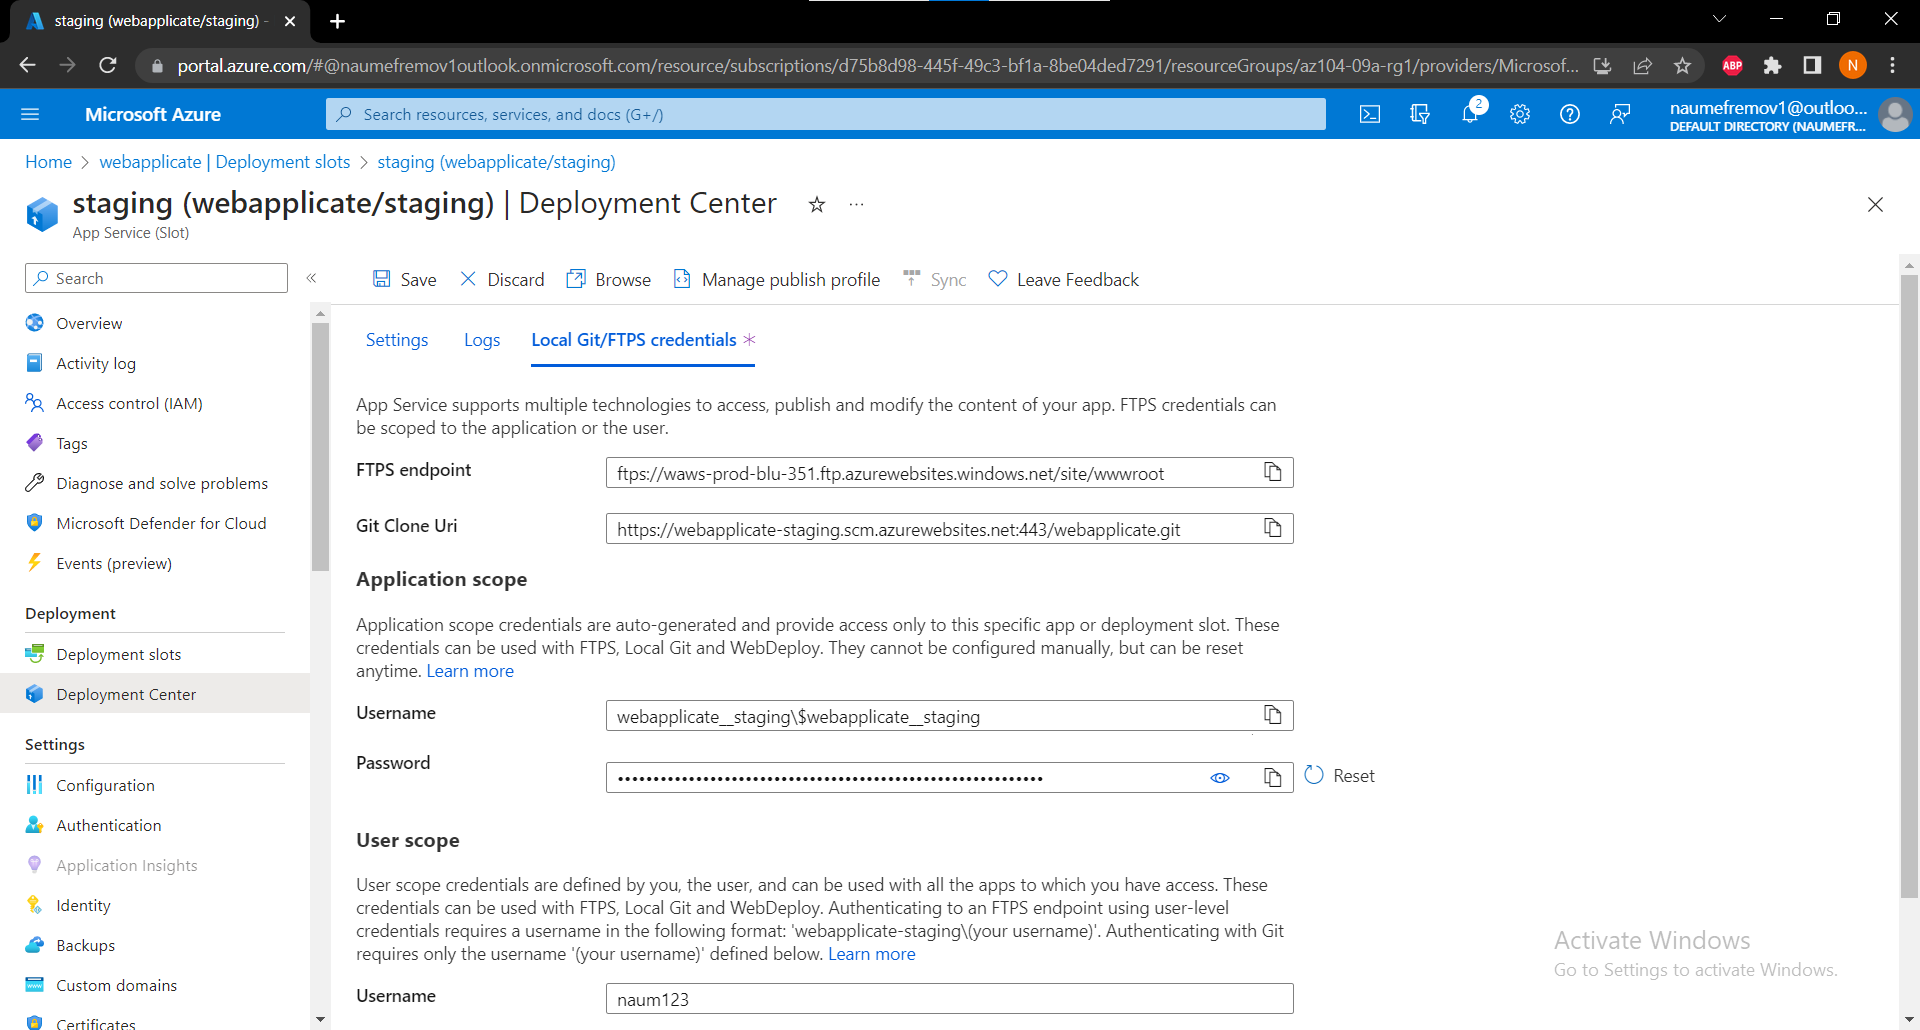 staging (webapplicate/staging) -
portal.azure.com/#@naumefremov1outlook.onmicrosoft.com/resource/subscriptions/d75b8d98-445f-49c3-bf1a-8be04ded7291/resourceGroups/az104-09a-rg1/providers/Microsof...
ABP
N
Microsoft Azure
Search resources, services, and docs (G+/)
2
naumefremov1@outloo...
DEFAULT DIRECTORY (NAUMEFR...
Home > webapplicate | Deployment slots > staging (webapplicate/staging)
staging (webapplicate/staging) | Deployment Center
App Service (Slot)
Search
Save
Discard
Browse
Manage publish profile
Sync
Leave Feedback
Overview
Activity log
Access control (IAM)
Tags
Diagnose and solve problems
Microsoft Defender for Cloud
Events (preview)
Deployment
Deployment slots
Deployment Center
Settings
Configuration
Authentication
Application Insights
Identity
Backups
Custom domains
Certificates
Settings
Logs
Local Git/FTPS credentials *
App Service supports multiple technologies to access, publish and modify the content of your app. FTPS credentials can
be scoped to the application or the user.
FTPS endpoint
ftps://waws-prod-blu-351.ftp.azurewebsites.windows.net/site/wwwroot
Git Clone Uri
https://webapplicate-staging.scm.azurewebsites.net:443/webapplicate.git
Application scope
Application scope credentials are auto-generated and provide access only to this specific app or deployment slot. These
credentials can be used with FTPS, Local Git and WebDeploy. They cannot be configured manually, but can be reset
anytime. Learn more
Username
webapplicate__staging\$webapplicate__staging
Password
Reset
User scope
User scope credentials are defined by you, the user, and can be used with all the apps to which you have access. These
credentials can be used with FTPS, Local Git and WebDeploy. Authenticating to an FTPS endpoint using user-level
credentials requires a username in the following format: 'webapplicate-staging\(your username)'. Authenticating with Git
requires only the username '(your username)' defined below. Learn more
Username
naum123
Activate Windows
Go to Settings to activate Windows.